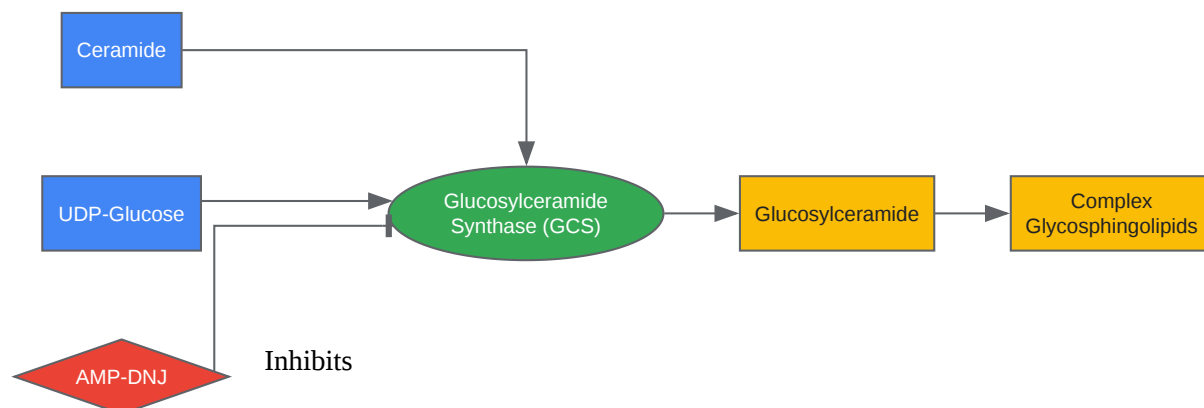 Ceramide
UDP-Glucose
Glucosylceramide
Synthase (GCS)
Glucosylceramide
Complex
Glycosphingolipids
AMP-DNJ
Inhibits